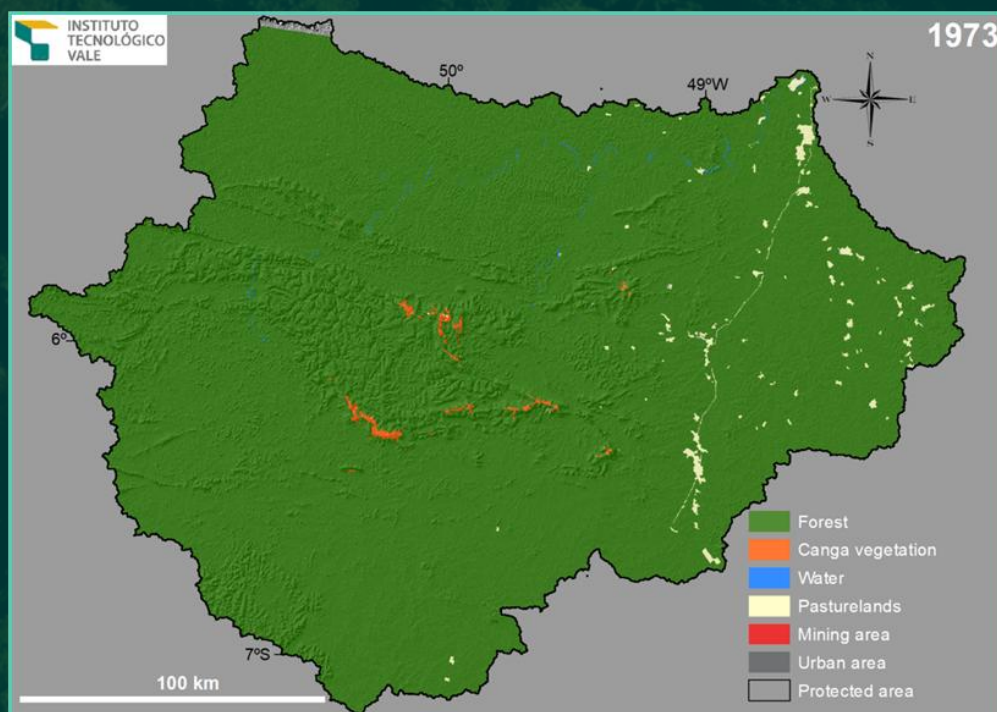 INSTITUTO
TECNOLÓGICO
VALE
1973
50º
49ºW
N
W
E
S
6º
7ºS
100 km
Forest
Canga vegetation
Water
Pasturelands
Mining area
Urban area
Protected area